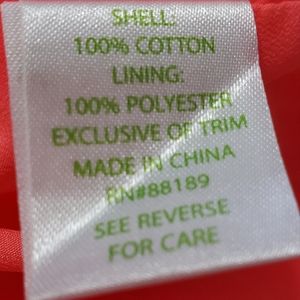 SHELL:
100% COTTON
LINING:
100% POLYESTER
EXCLUSIVE OF TRIM
MADE IN CHINA
RN#88189
SEE REVERSE
FOR CARE